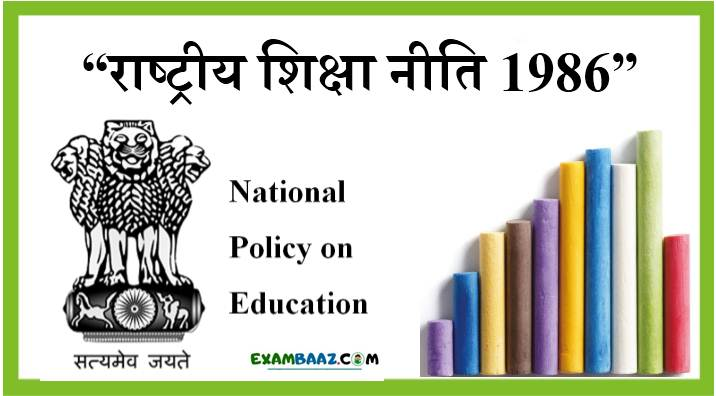 “राष्ट्रीय शिक्षा नीति 1986”
National
Policy on
Education
सत्यमेव जयते
EXAMBAAZ.COM